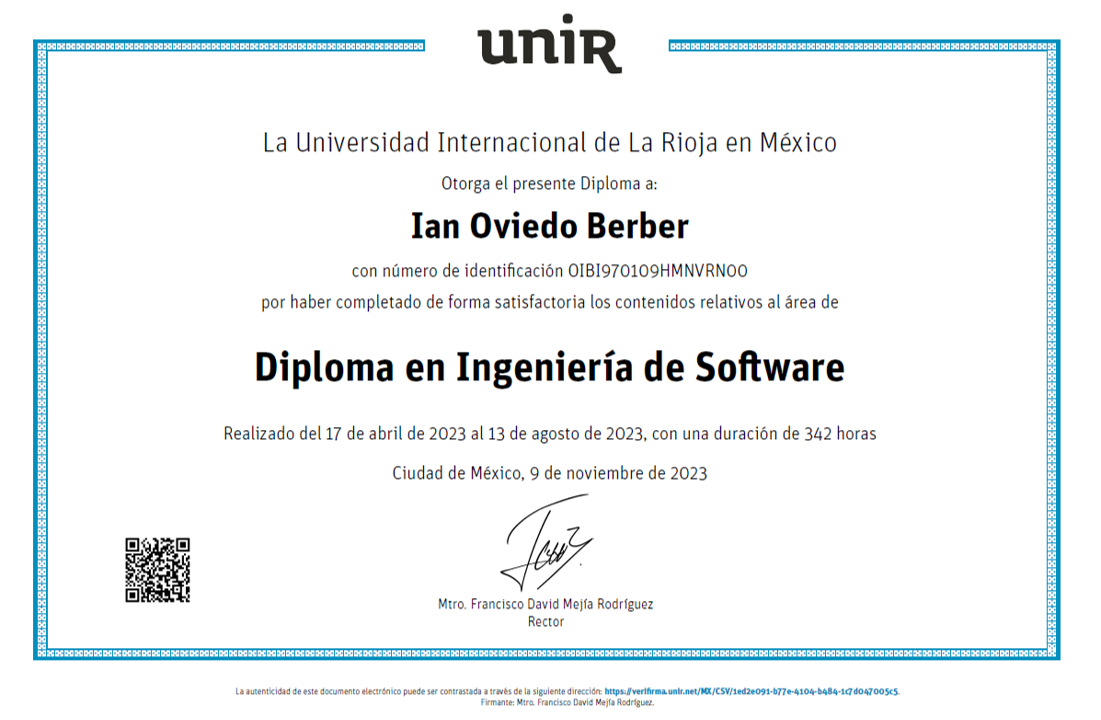 unir
La Universidad Internacional de La Rioja en México
Otorga el presente Diploma a:
Ian Oviedo Berber
con número de identificación OIBI970109HMNVRN00
por haber completado de forma satisfactoria los contenidos relativos al área de
Diploma en Ingeniería de Software
Realizado del 17 de abril de 2023 al 13 de agosto de 2023, con una duración de 342 horas
Ciudad de México, 9 de noviembre de 2023
Mtro. Francisco David Mejía Rodríguez
Rector
La autenticidad de este documento electrónico puede ser contrastada a través de la siguiente dirección: https://verifirma.unir.net/MX/CSV/1ed2e091-b77e-4104-b484-1c7d047005c5.
Firmante: Mtro. Francisco David Mejía Rodríguez.